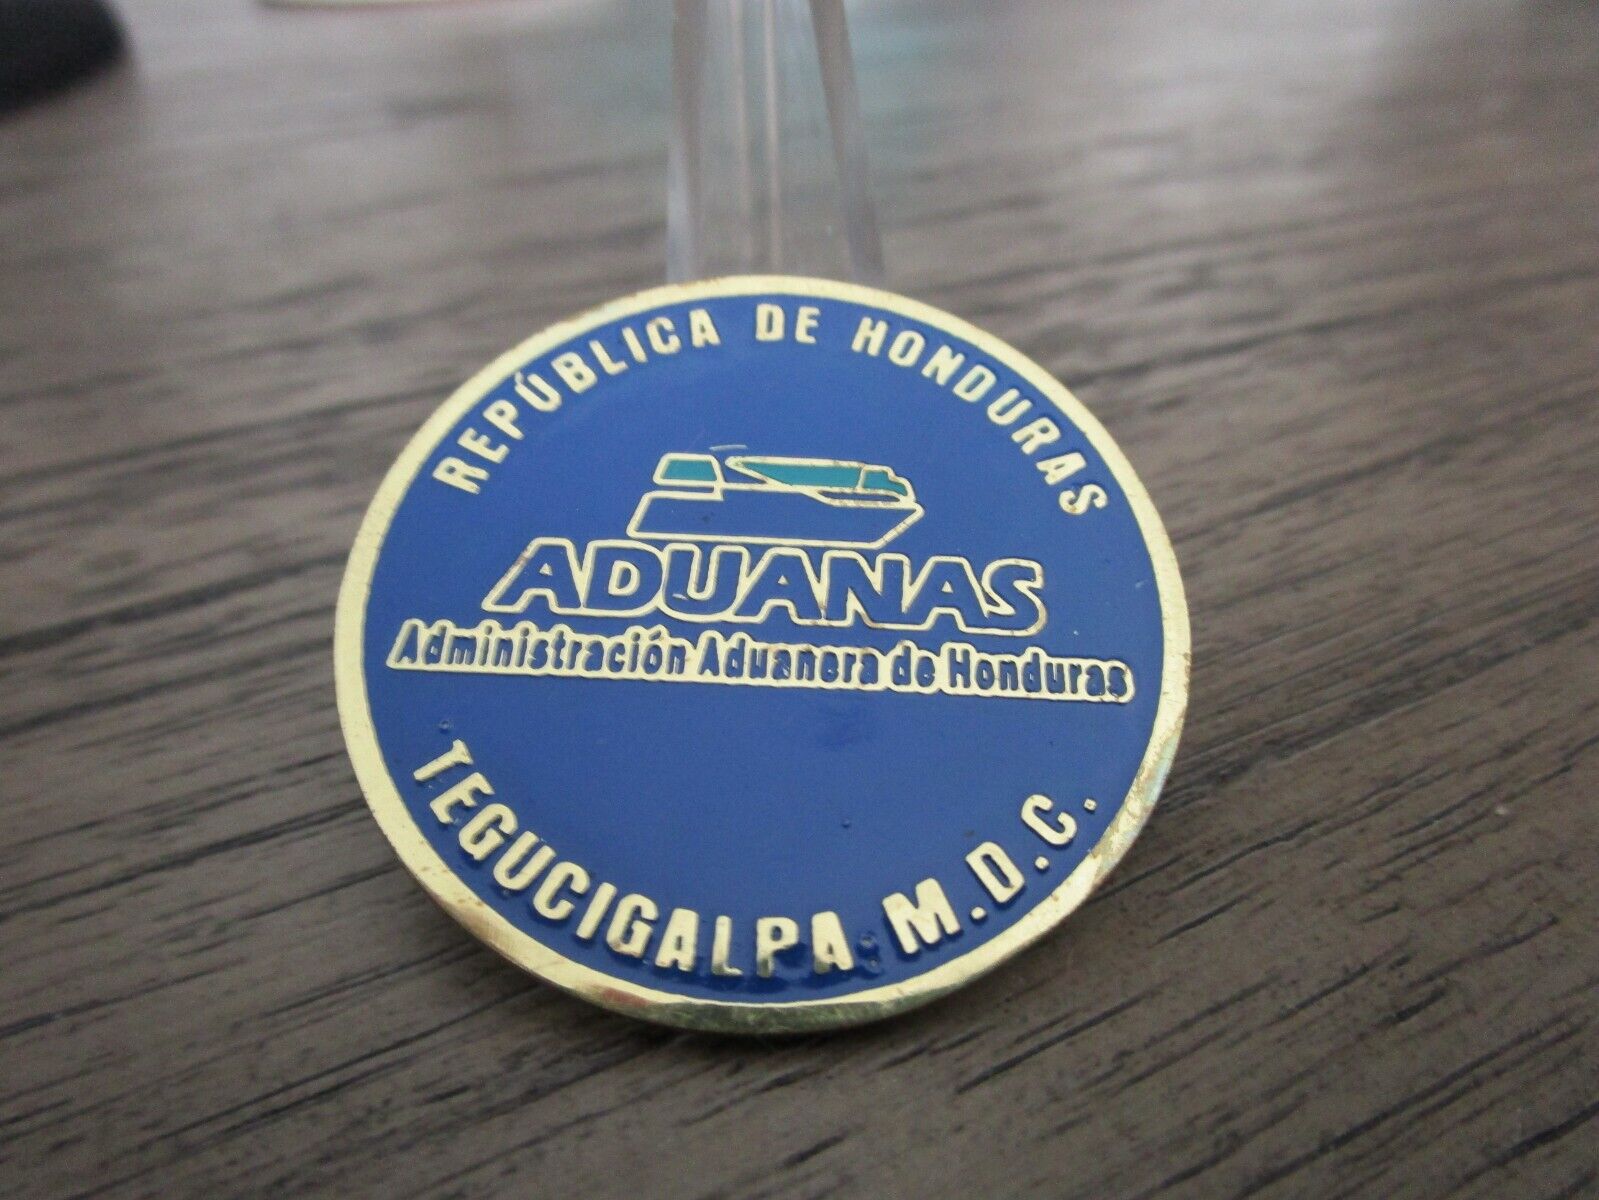 REPÚBLICA DE HONDURAS
ADUANAS
Administración Aduanera de Honduras
TEGUCIGALPA M.D.C.